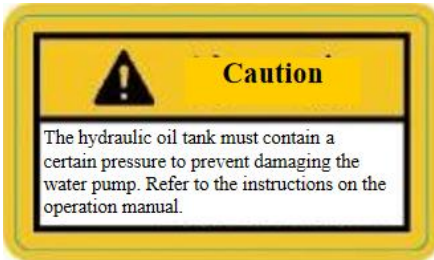 Caution
The hydraulic oil tank must contain a
certain pressure to prevent damaging the
water pump. Refer to the instructions on the
operation manual.